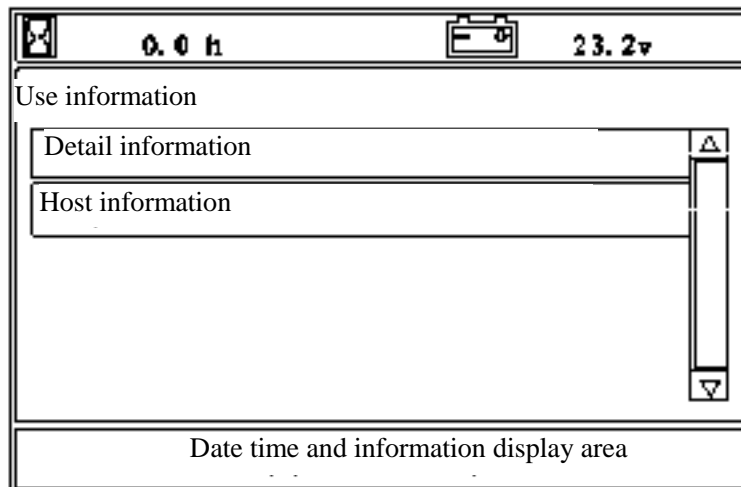 0.0 h 23.2v
Use information
Detail information
Host information
Date time and information display area